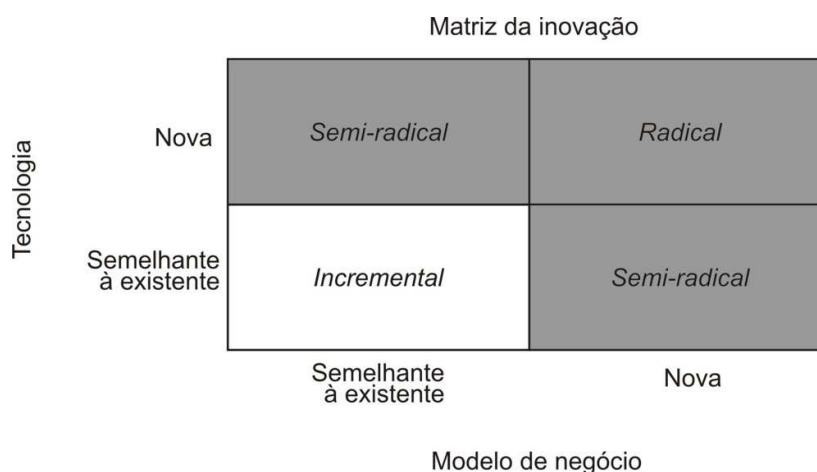 Matriz da inovação
Tecnologia
Nova
Semi-radical
Radical
Semelhante
à existente
Incremental
Semi-radical
Semelhante
à existente
Nova
Modelo de negócio